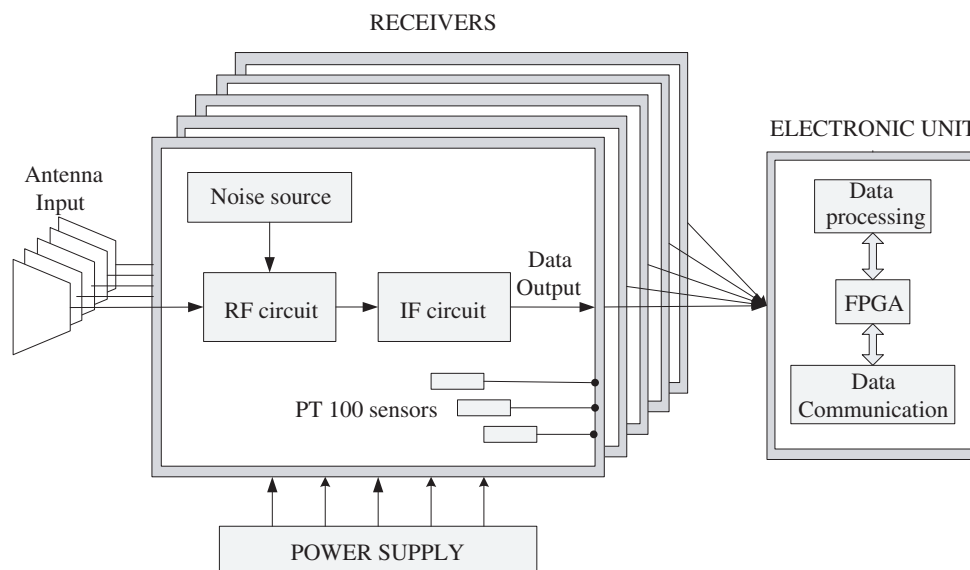 RECEIVERS
ELECTRONIC UNIT
Antenna
Input
Noise source
Data
processing
Data
Output
RF circuit
IF circuit
FPGA
PT 100 sensors
Data
Communication
POWER SUPPLY